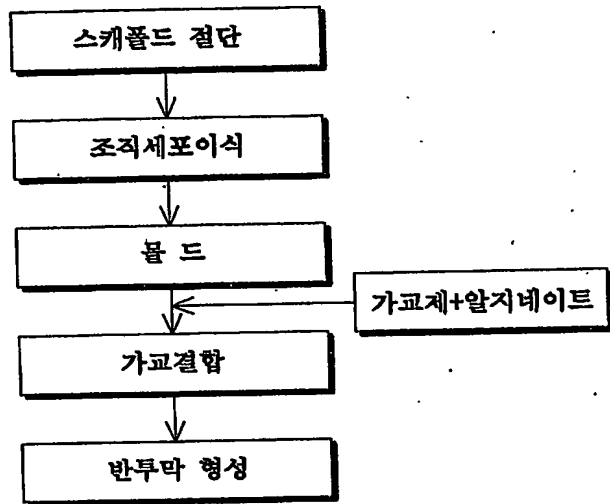 스캐폴드 절단
조직세포이식
몰 드
가교제+알지네이트
가교결합
반투막 형성